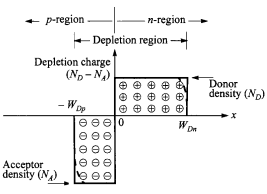 p-region
n-region
Depletion region
Depletion charge
(N_D − N_A)
Donor
density (N_D)
− W_Dp
0
W_Dn
x
Acceptor
density (N_A)